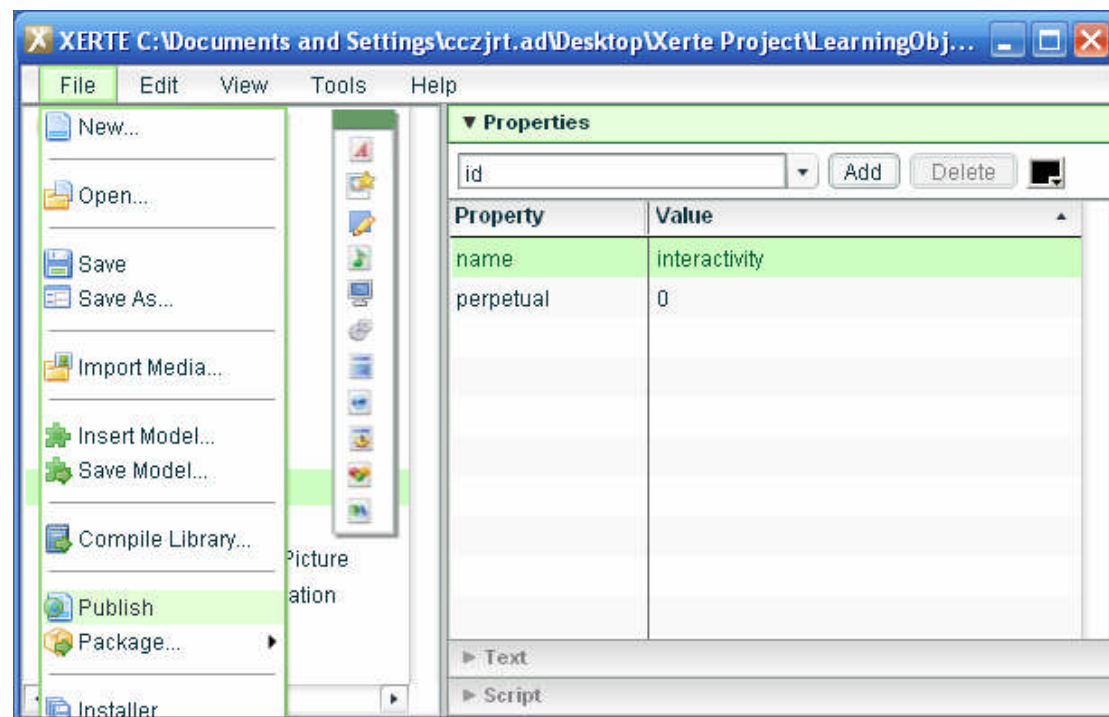 XERTE C:\Documents and Settings\cczjrt.ad\Desktop\Xerte Project\LearningObj...
File Edit View Tools Help
New...
Open...
Save
Save As...
Import Media...
Insert Model...
Save Model...
Compile Library...
Publish
Package...
Installer
Picture
ation
▼ Properties
id Add Delete
Property Value
name interactivity
perpetual 0
Text
Script